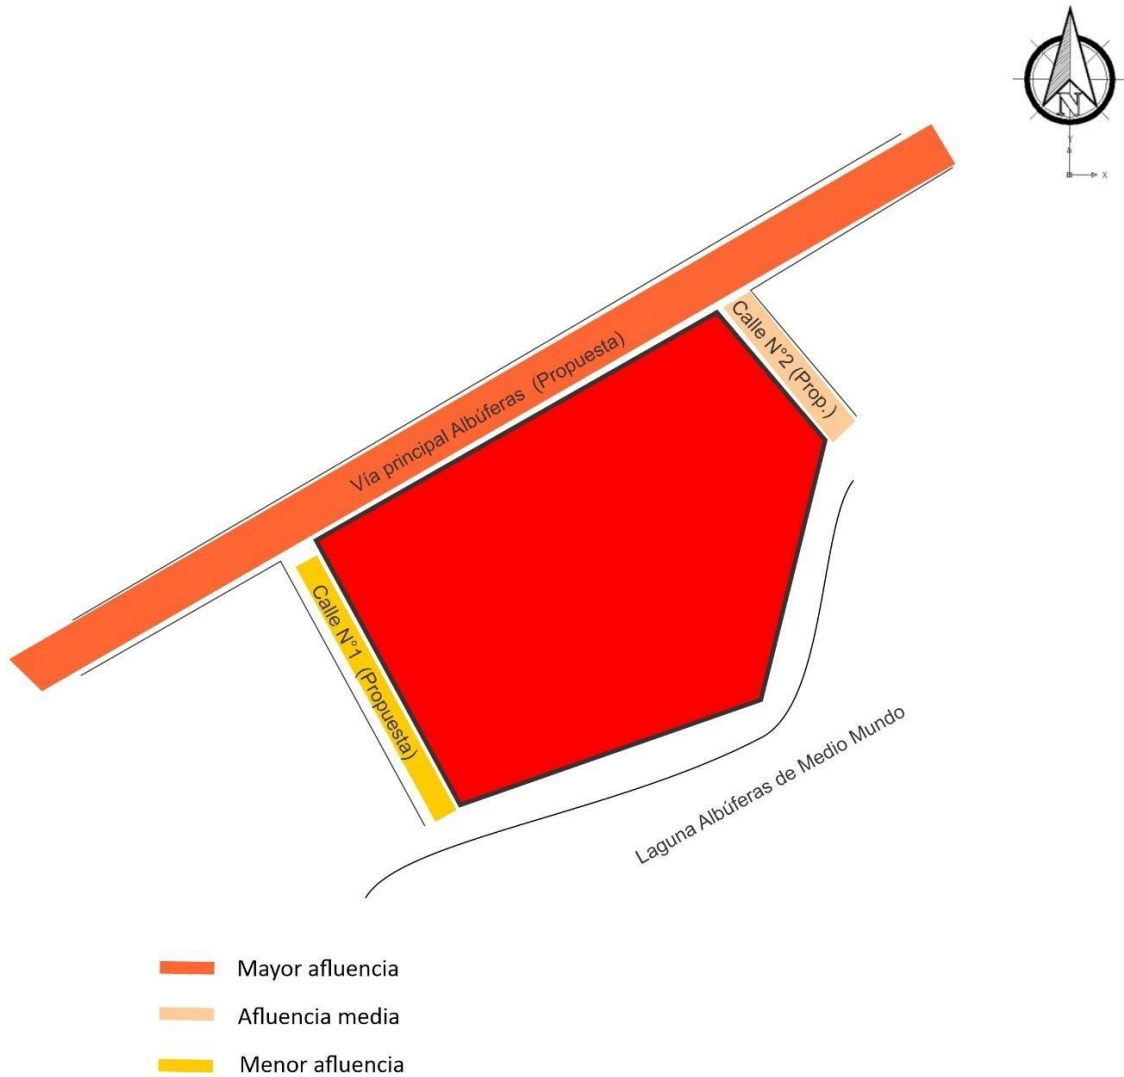 N
Y
X
Vía principal Albúferas (Propuesta)
Calle N°2 (Prop.)
Calle N°1 (Propuesta)
Laguna Albúferas de Medio Mundo
Mayor afluencia
Afluencia media
Menor afluencia